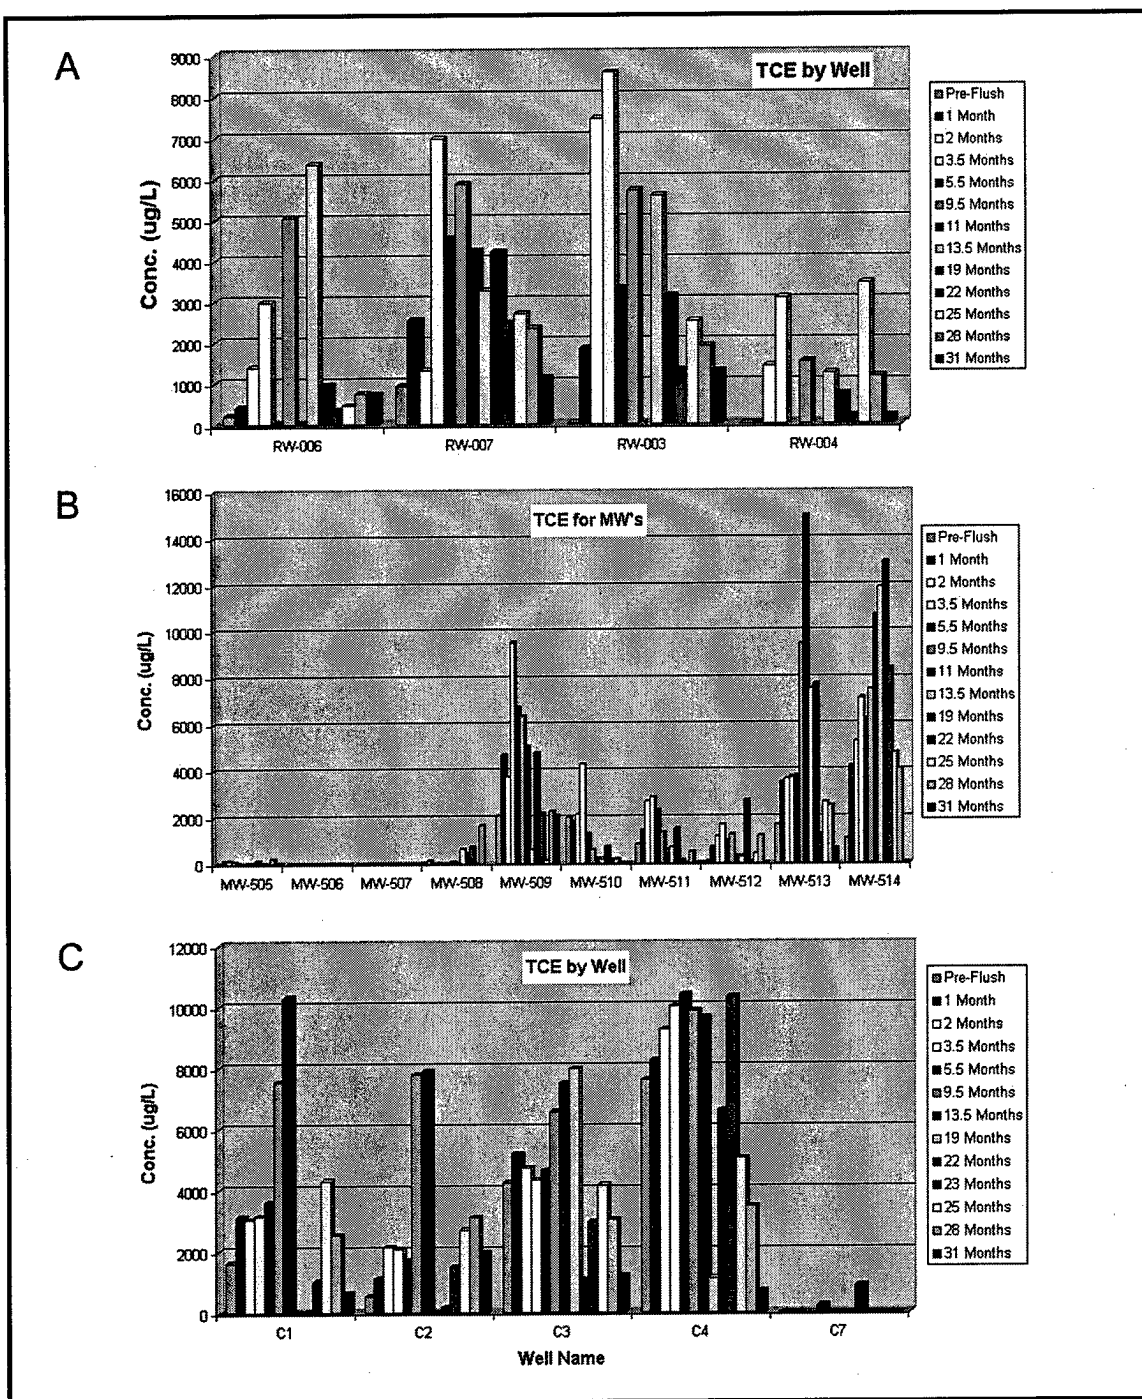 A
TCE by Well
Conc. (ug/L)
9000
8000
7000
6000
5000
4000
3000
2000
1000
0
RW-006
RW-007
RW-003
RW-004
Pre-Flush
1 Month
2 Months
3.5 Months
5.5 Months
9.5 Months
11 Months
13.5 Months
19 Months
22 Months
25 Months
28 Months
31 Months
B
TCE for MW's
Conc. (ug/L)
16000
14000
12000
10000
8000
6000
4000
2000
0
MW-505
MW-506
MW-507
MW-508
MW-509
MW-510
MW-511
MW-512
MW-513
MW-514
Pre-Flush
1 Month
2 Months
3.5 Months
5.5 Months
9.5 Months
11 Months
13.5 Months
19 Months
22 Months
25 Months
28 Months
31 Months
C
TCE by Well
Conc. (ug/L)
12000
10000
8000
6000
4000
2000
0
C1
C2
C3
C4
C7
Well Name
Pre-Flush
1 Month
2 Months
3.5 Months
5.5 Months
9.5 Months
13.5 Months
19 Months
22 Months
23 Months
25 Months
28 Months
31 Months